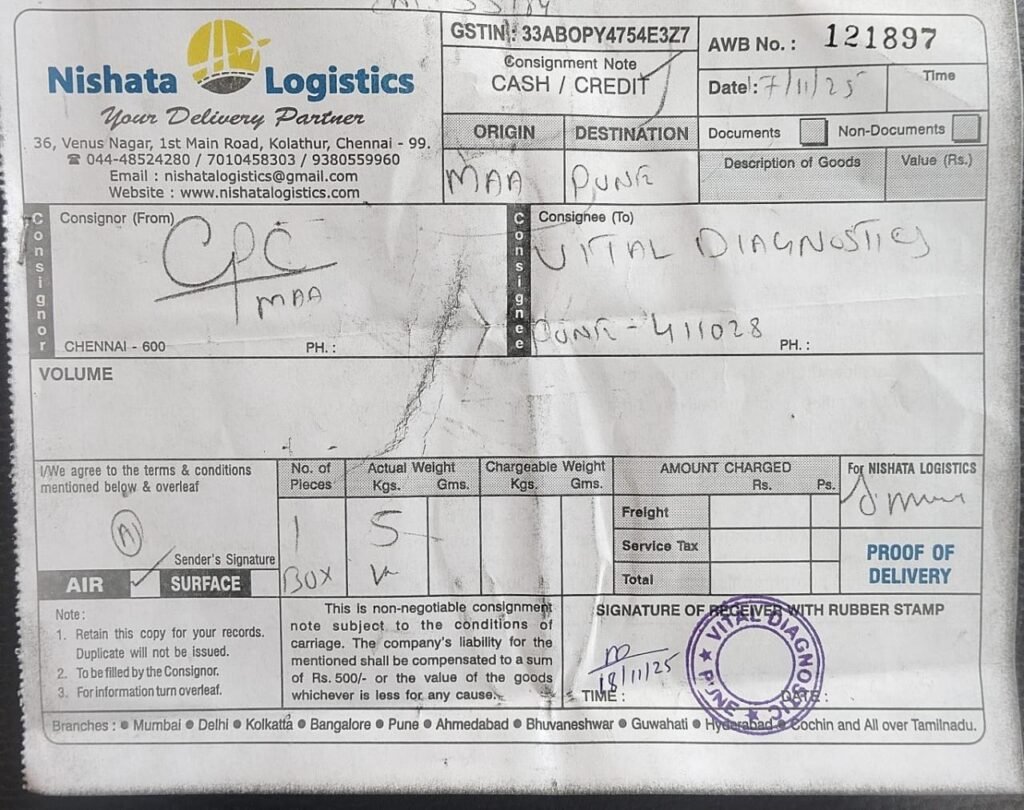 Nishata Logistics
Your Delivery Partner
36, Venus Nagar, 1st Main Road, Kolathur, Chennai - 99.
☎ 044-48524280 / 7010458303 / 9380559960
Email : nishatalogistics@gmail.com
Website : www.nishatalogistics.com
GSTIN : 33ABOPY4754E3Z7
Consignment Note
CASH / CREDIT
AWB No. : 121897
Date : 7/11/25
Time
ORIGIN DESTINATION
MAA PUNE
Documents Non-Documents
Description of Goods Value (Rs.)
Consignor
Consignor (From)
CPC
MAA
CHENNAI - 600 PH. :
Consignee
Consignee (To)
VITAL DIAGNOSTICS
PUNE - 411028
PH. :
VOLUME
I/We agree to the terms & conditions
mentioned below & overleaf
Sender's Signature
AIR SURFACE
No. of
Pieces
1
BOX
Actual Weight
Kgs. Gms.
5
Chargeable Weight
Kgs. Gms.
AMOUNT CHARGED
Rs. Ps.
Freight
Service Tax
Total
For NISHATA LOGISTICS
PROOF OF
DELIVERY
Note :
1. Retain this copy for your records.
Duplicate will not be issued.
2. To be filled by the Consignor.
3. For information turn overleaf.
This is non-negotiable consignment
note subject to the conditions of
carriage. The company's liability for the
mentioned shall be compensated to a sum
of Rs. 500/- or the value of the goods
whichever is less for any cause.
SIGNATURE OF RECEIVER WITH RUBBER STAMP
18/11/25
TIME : DATE :
VITAL DIAGNOSTIC
★ PUNE ★
Branches : ● Mumbai ● Delhi ● Kolkatta ● Bangalore ● Pune ● Ahmedabad ● Bhuvaneshwar ● Guwahati ● Hyderabad ● Cochin and All over Tamilnadu.